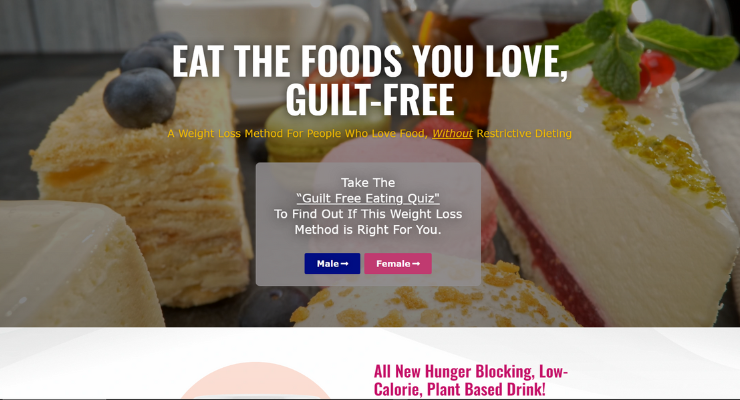 EAT THE FOODS YOU LOVE,
GUILT-FREE
A Weight Loss Method For People Who Love Food, Without Restrictive Dieting
Take The
“Guilt Free Eating Quiz"
To Find Out If This Weight Loss
Method is Right For You.
Male→ Female→
All New Hunger Blocking, Low-
Calorie, Plant Based Drink!